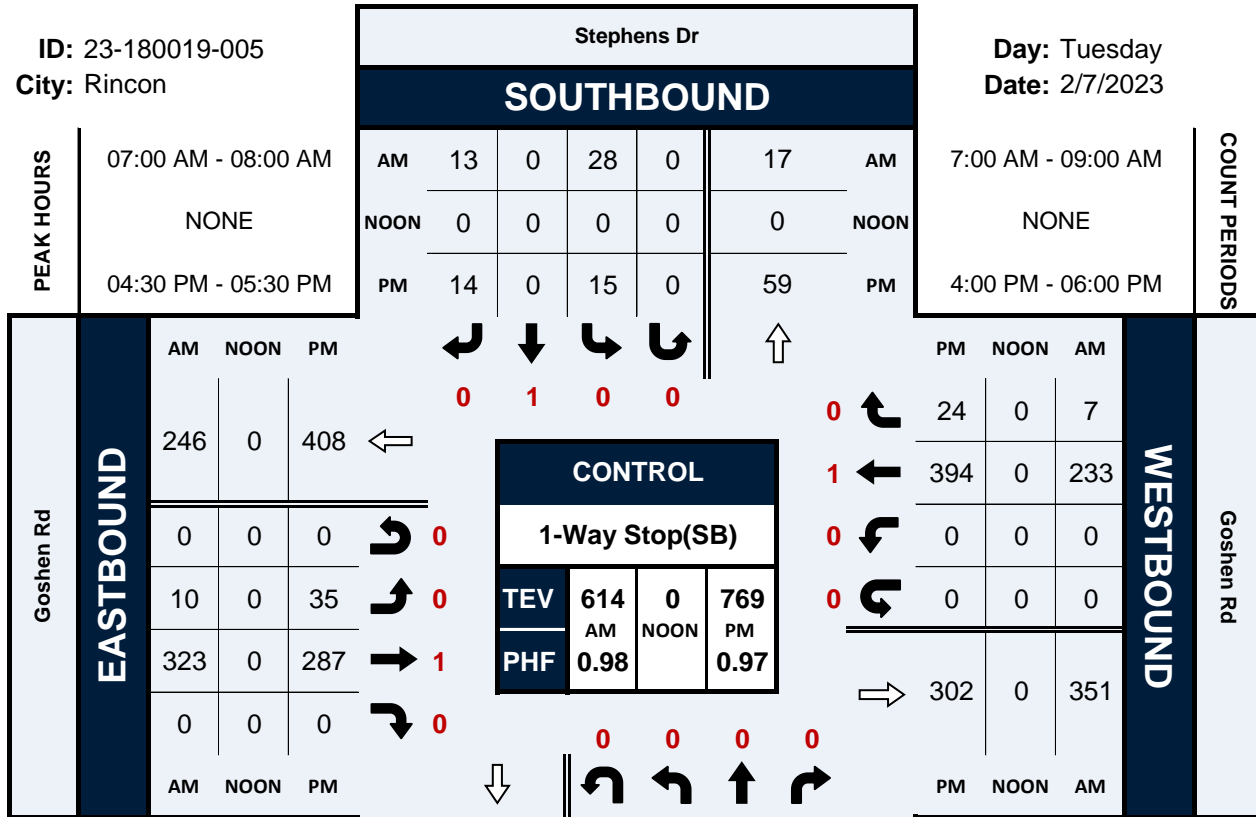 Stephens Dr
ID: 23-180019-005
Day: Tuesday
City: Rincon
Date: 2/7/2023
SOUTHBOUND
PEAK HOURS
07:00 AM - 08:00 AM
AM 13 0 28 0 17 AM
7:00 AM - 09:00 AM
COUNT PERIODS
NONE
NOON 0 0 0 0 0 NOON
NONE
04:30 PM - 05:30 PM
PM 14 0 15 0 59 PM
4:00 PM - 06:00 PM
Goshen Rd
EASTBOUND
AM NOON PM
246 0 408
0 0 0 0
10 0 35 0
323 0 287 1
0 0 0 0
AM NOON PM
0 1 0 0
CONTROL
1-Way Stop(SB)
TEV 614 0 769
AM NOON PM
PHF 0.98 0.97
0 0 0 0
PM NOON AM
0 24 0 7
1 394 0 233
0 0 0 0
0 0 0 0
302 0 351
PM NOON AM
WESTBOUND
Goshen Rd